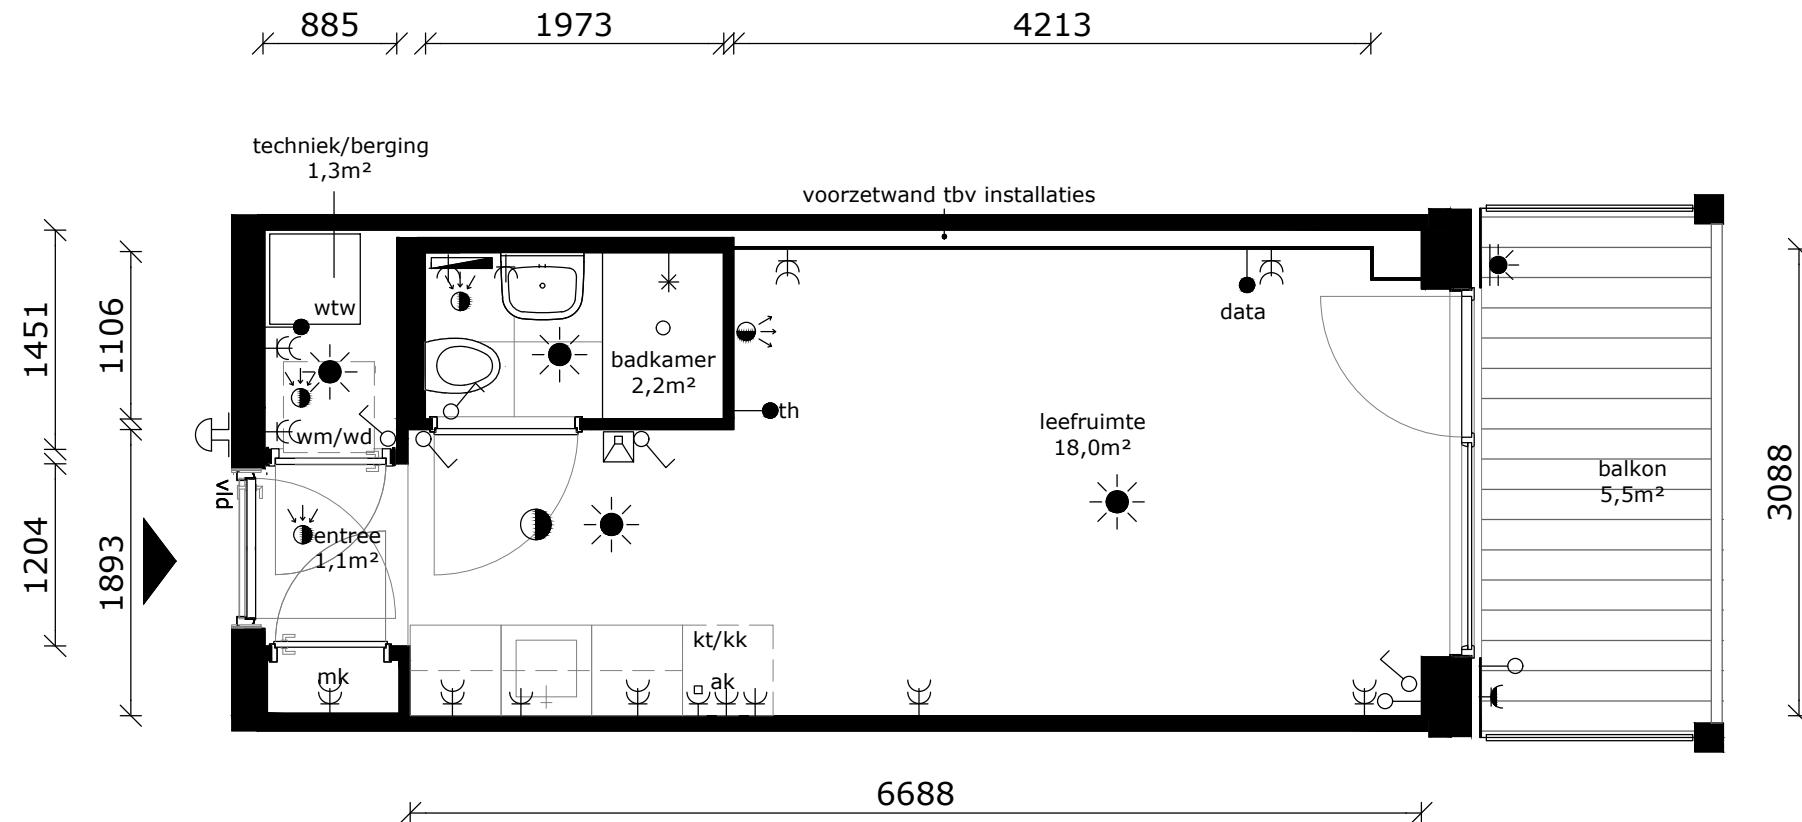 885
1973
4213
techniek/berging
1,3m²
voorzetwand tbv installaties
1451
1106
wtw
data
badkamer
2,2m²
th
leefruimte
18,0m²
wm/wd
balkon
5,5m²
3088
vld
entree
1,1m²
1204
1893
kt/kk
mk
ak
6688